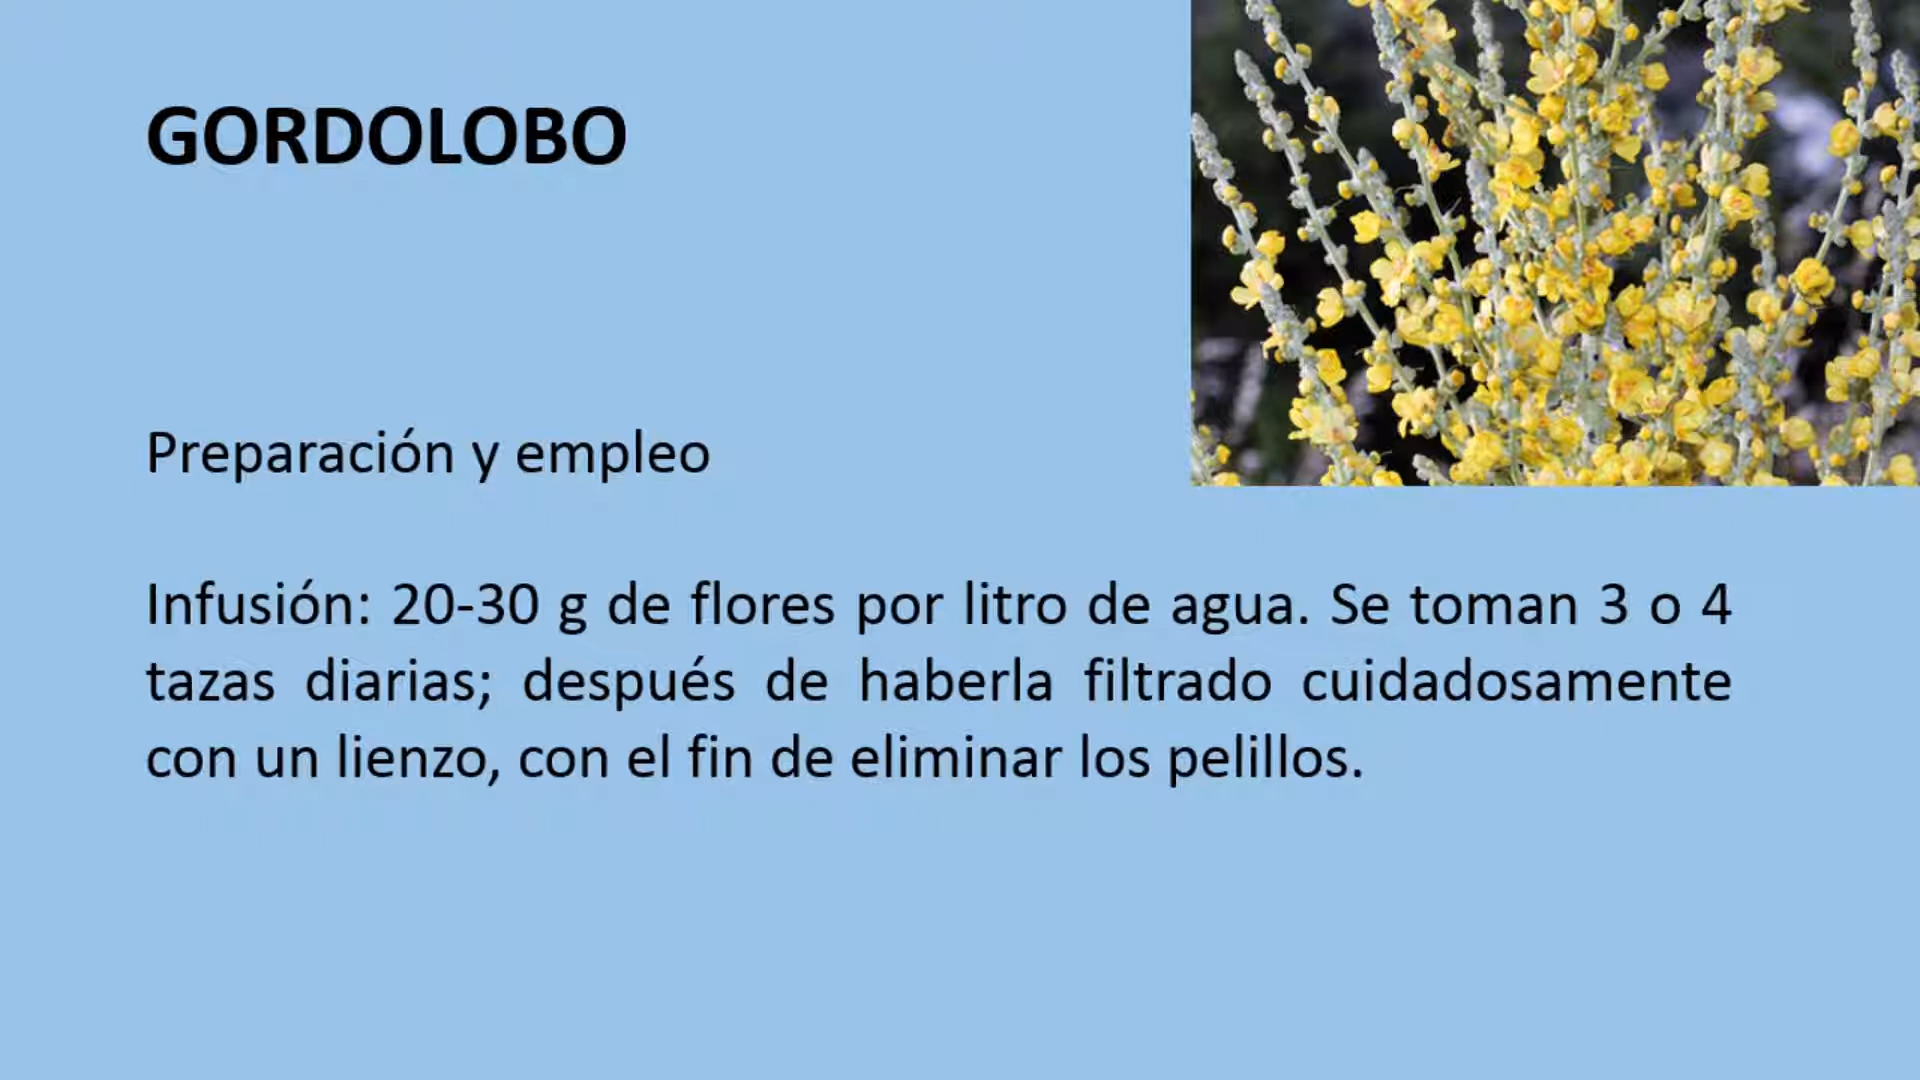 GORDOLOBO
Preparación y empleo
Infusión: 20-30 g de flores por litro de agua. Se toman 3 o 4
tazas diarias; después de haberla filtrado cuidadosamente
con un lienzo, con el fin de eliminar los pelillos.